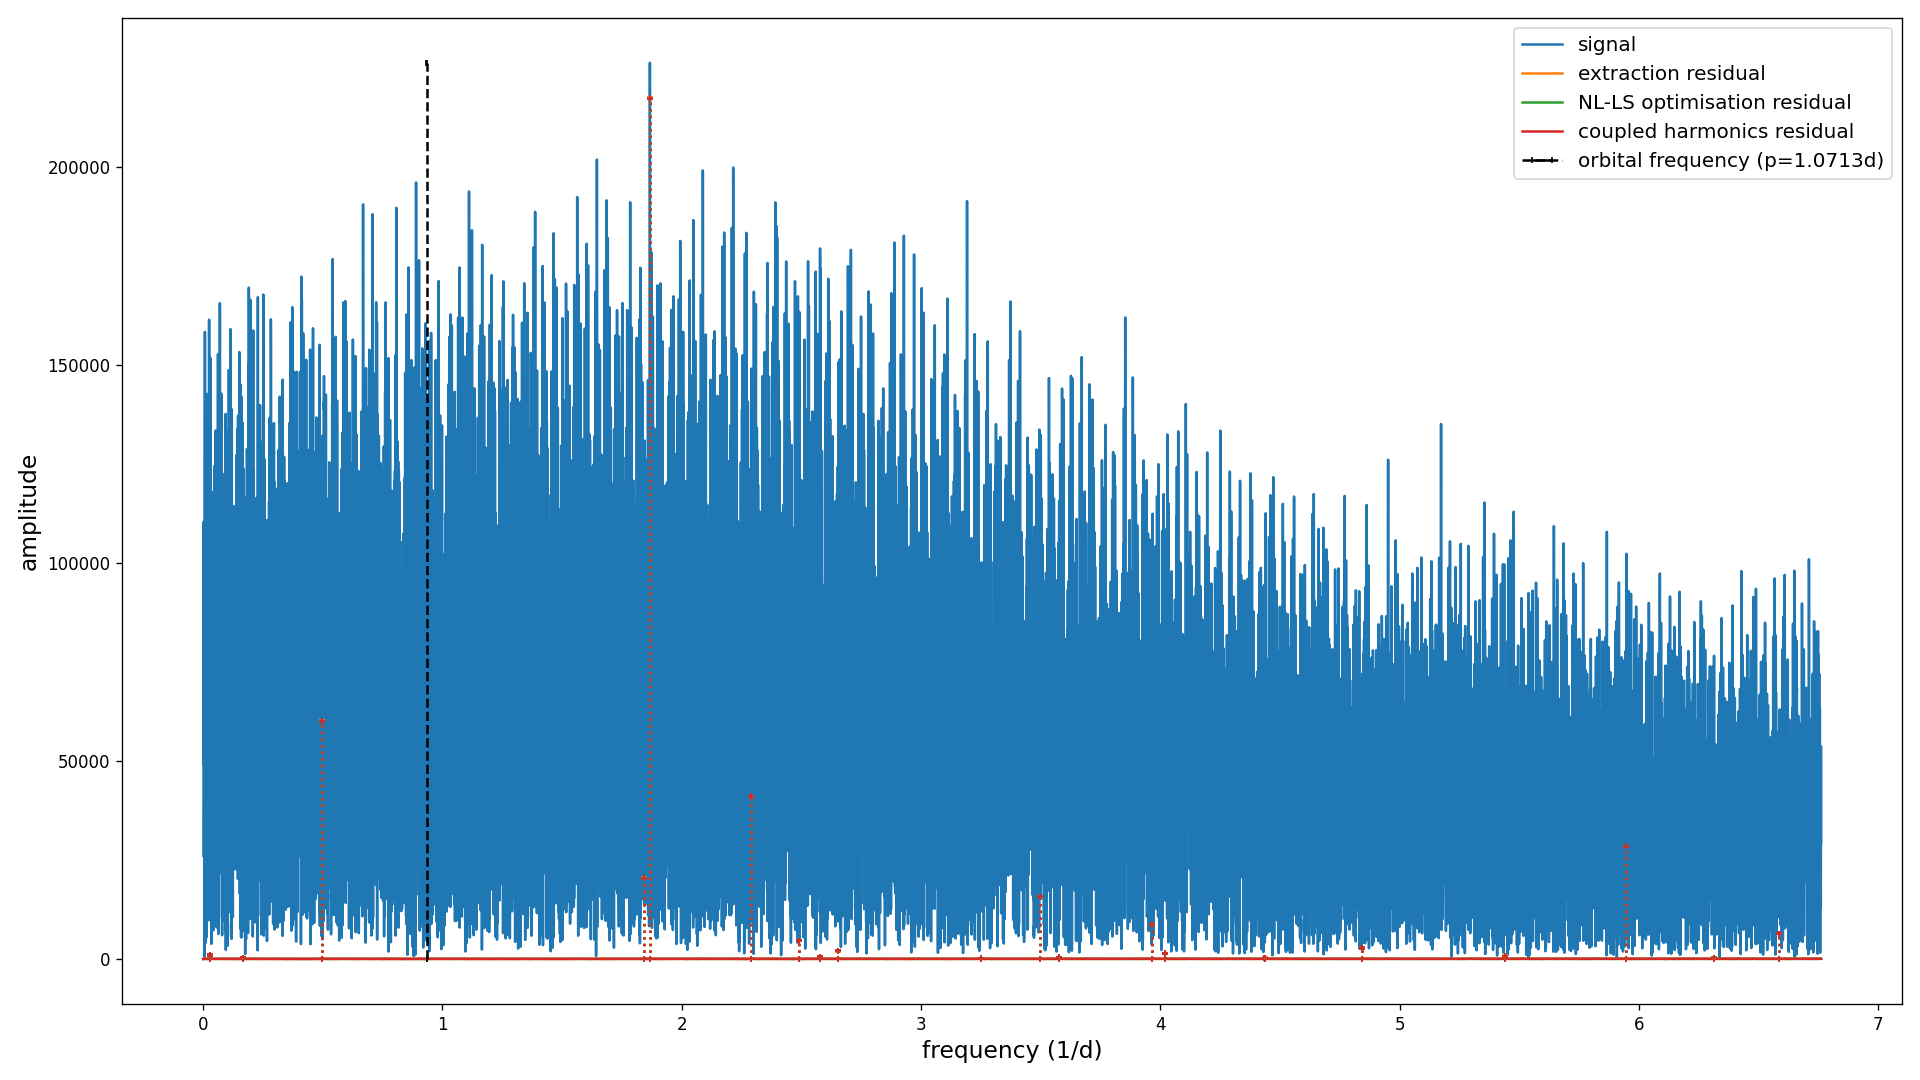 signal
extraction residual
NL-LS optimisation residual
coupled harmonics residual
orbital frequency (p=1.0713d)
amplitude
200000
150000
100000
50000
0
0 1 2 3 4 5 6 7
frequency (1/d)